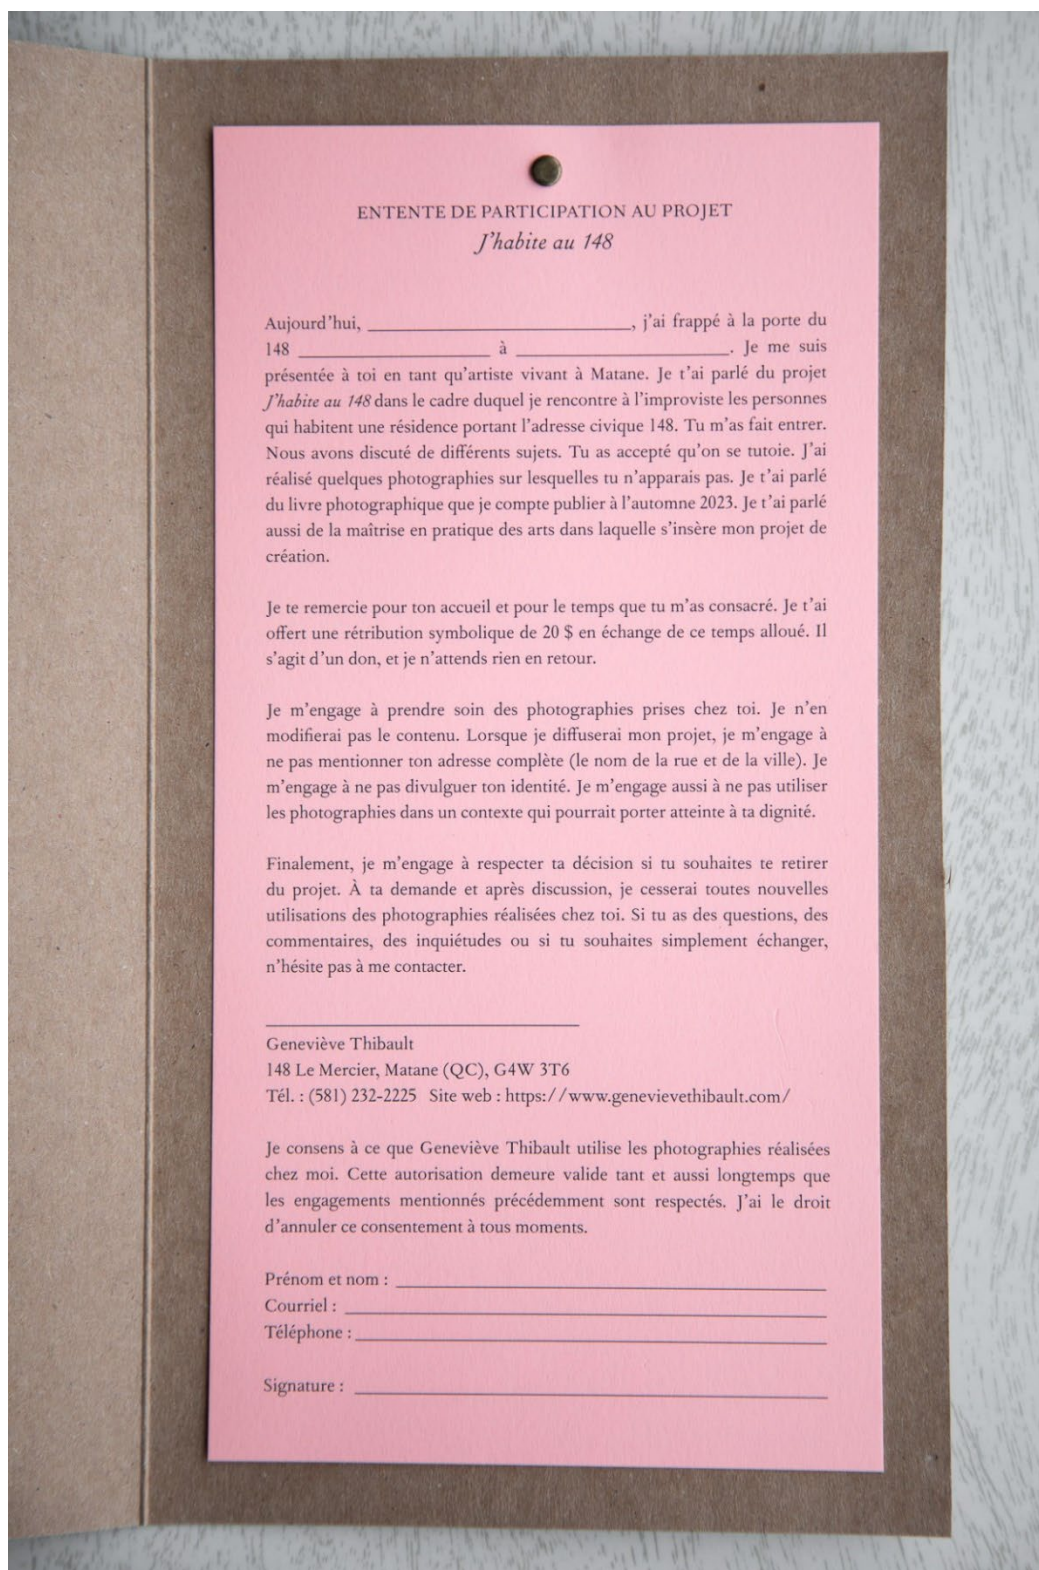 ENTENTE DE PARTICIPATION AU PROJET
J'habite au 148
Aujourd'hui, ______________________, j'ai frappé à la porte du
148 ________________ à __________________. Je me suis
présentée à toi en tant qu'artiste vivant à Matane. Je t'ai parlé du projet
J'habite au 148 dans le cadre duquel je rencontre à l'improviste les personnes
qui habitent une résidence portant l'adresse civique 148. Tu m'as fait entrer.
Nous avons discuté de différents sujets. Tu as accepté qu'on se tutoie. J'ai
réalisé quelques photographies sur lesquelles tu n'apparais pas. Je t'ai parlé
du livre photographique que je compte publier à l'automne 2023. Je t'ai parlé
aussi de la maîtrise en pratique des arts dans laquelle s'insère mon projet de
création.
Je te remercie pour ton accueil et pour le temps que tu m'as consacré. Je t'ai
offert une rétribution symbolique de 20 $ en échange de ce temps alloué. Il
s'agit d'un don, et je n'attends rien en retour.
Je m'engage à prendre soin des photographies prises chez toi. Je n'en
modifierai pas le contenu. Lorsque je diffuserai mon projet, je m'engage à
ne pas mentionner ton adresse complète (le nom de la rue et de la ville). Je
m'engage à ne pas divulguer ton identité. Je m'engage aussi à ne pas utiliser
les photographies dans un contexte qui pourrait porter atteinte à ta dignité.
Finalement, je m'engage à respecter ta décision si tu souhaites te retirer
du projet. À ta demande et après discussion, je cesserai toutes nouvelles
utilisations des photographies réalisées chez toi. Si tu as des questions, des
commentaires, des inquiétudes ou si tu souhaites simplement échanger,
n'hésite pas à me contacter.
Geneviève Thibault
148 Le Mercier, Matane (QC), G4W 3T6
Tél. : (581) 232-2225 Site web : https://www.genevievethibault.com/
Je consens à ce que Geneviève Thibault utilise les photographies réalisées
chez moi. Cette autorisation demeure valide tant et aussi longtemps que
les engagements mentionnés précédemment sont respectés. J'ai le droit
d'annuler ce consentement à tous moments.
Prénom et nom : ______________________
Courriel : ______________________
Téléphone : ______________________
Signature : ______________________